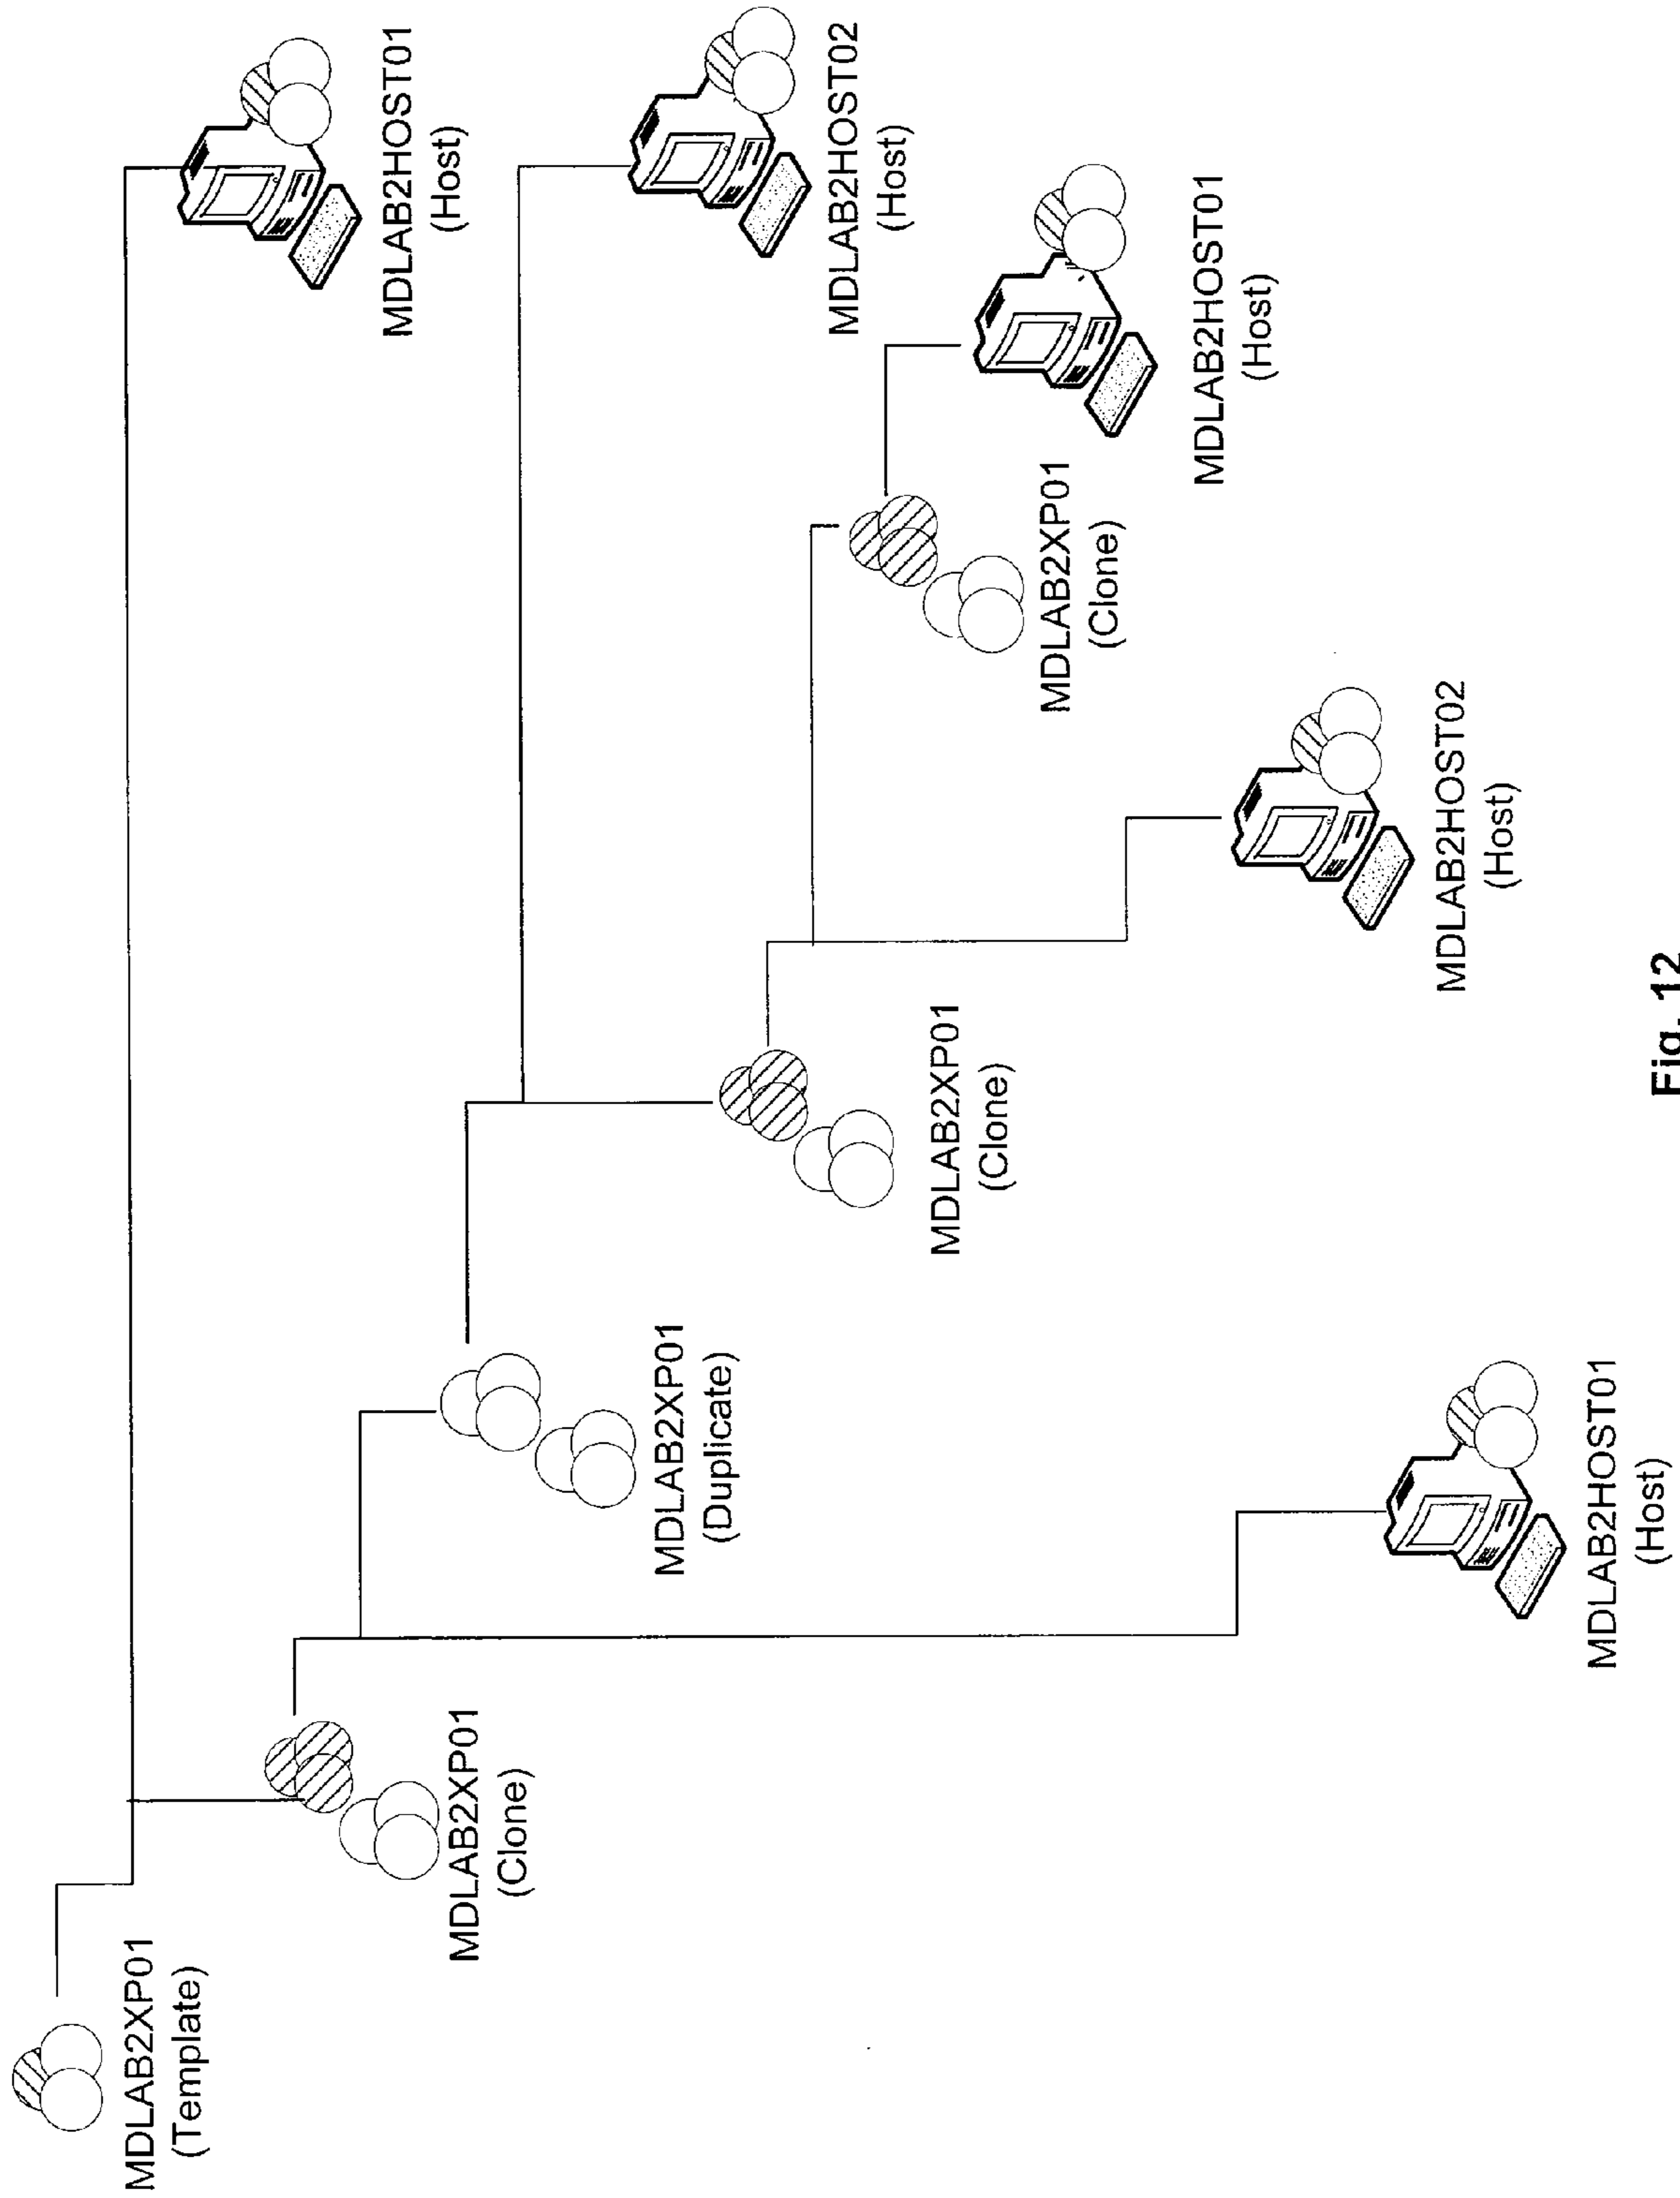 MDLAB2XP01
(Template)
MDLAB2XP01
(Clone)
MDLAB2XP01
(Duplicate)
MDLAB2HOST01
(Host)
MDLAB2XP01
(Clone)
MDLAB2HOST02
(Host)
MDLAB2XP01
(Clone)
MDLAB2HOST01
(Host)
MDLAB2HOST02
(Host)
MDLAB2HOST01
(Host)
Fig. 12